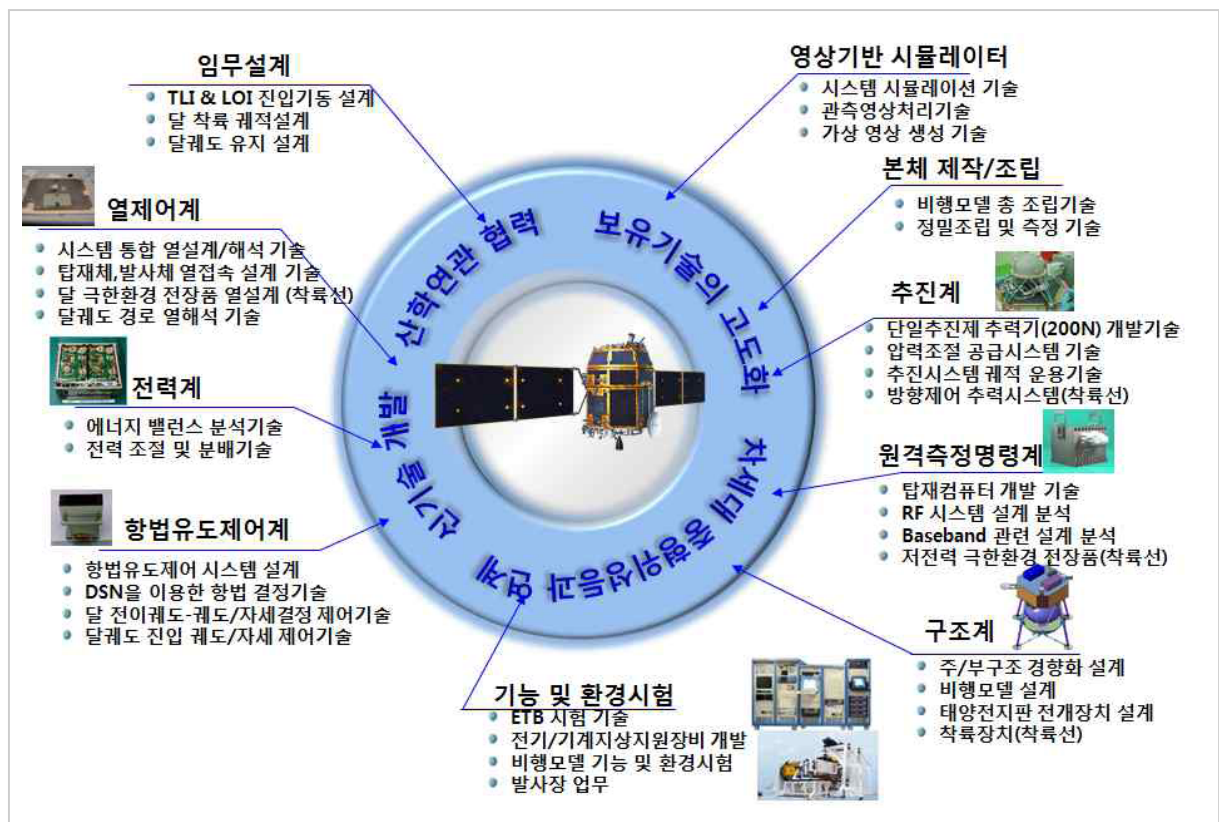 임무설계
TLI & LOI 진입기동 설계
달 착륙 궤적설계
달궤도 유지 설계
영상기반 시뮬레이터
시스템 시뮬레이션 기술
관측영상처리기술
가상 영상 생성 기술
본체 제작/조립
비행모델 총 조립기술
정밀조립 및 측정 기술
열제어계
시스템 통합 열설계/해석 기술
탑재체,발사체 열접속 설계 기술
달 극한환경 전장품 열설계 (착륙선)
달궤도 경로 열해석 기술
추진계
단일추진제 추력기(200N) 개발기술
압력조절 공급시스템 기술
추진시스템 궤적 운용기술
방향제어 추력시스템(착륙선)
전력계
에너지 밸런스 분석기술
전력 조절 및 분배기술
원격측정명령계
탑재컴퓨터 개발 기술
RF 시스템 설계 분석
Baseband 관련 설계 분석
저전력 극한환경 전장품(착륙선)
항법유도제어계
항법유도제어 시스템 설계
DSN을 이용한 항법 결정기술
달 전이궤도-궤도/자세결정 제어기술
달궤도 진입 궤도/자세 제어기술
구조계
주/부구조 경향화 설계
비행모델 설계
태양전지판 전개장치 설계
착륙장치(착륙선)
기능 및 환경시험
ETB 시험 기술
전기/기계지상지원장비 개발
비행모델 기능 및 환경시험
발사장 업무
산학연관 협력
보유기술의 고도화
차세대 중형위성등과 연계
신기술 개발